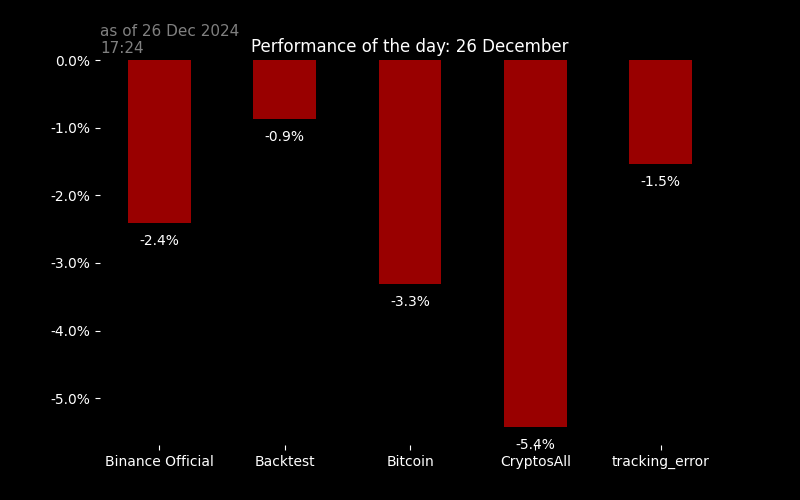 as of 26 Dec 2024
17:24
Performance of the day: 26 December
0.0%
-1.0%
-2.0%
-3.0%
-4.0%
-5.0%
-2.4%
-0.9%
-3.3%
-5.4%
-1.5%
Binance Official
Backtest
Bitcoin
CryptosAll
tracking_error